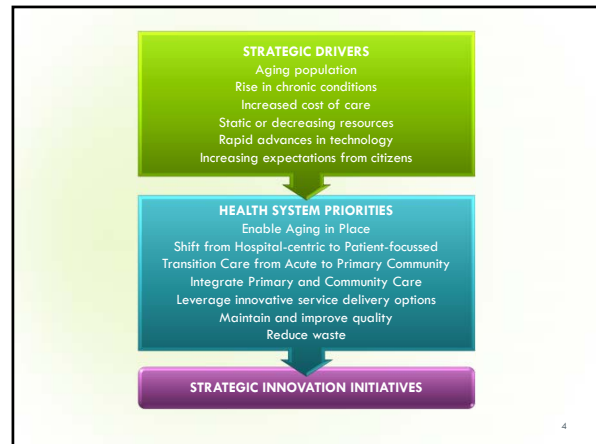 STRATEGIC DRIVERS
Aging population
Rise in chronic conditions
Increased cost of care
Static or decreasing resources
Rapid advances in technology
Increasing expectations from citizens
HEALTH SYSTEM PRIORITIES
Enable Aging in Place
Shift from Hospital-centric to Patient-focussed
Transition Care from Acute to Primary Community
Integrate Primary and Community Care
Leverage innovative service delivery options
Maintain and improve quality
Reduce waste
STRATEGIC INNOVATION INITIATIVES
4